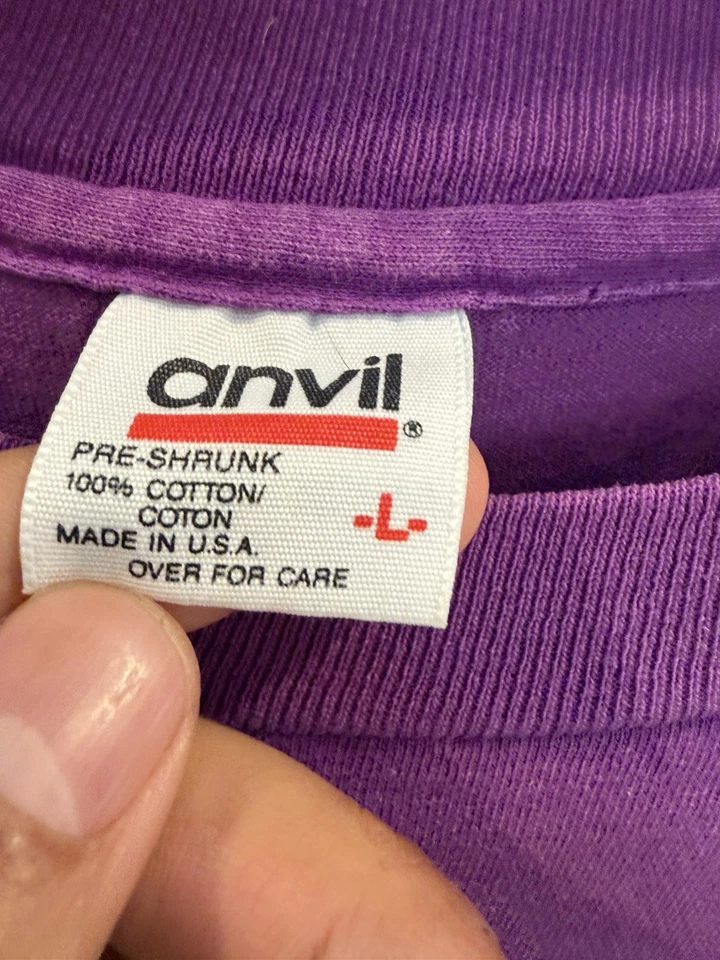 anvil®
PRE-SHRUNK
100% COTTON/
COTON
-L-
MADE IN U.S.A.
OVER FOR CARE